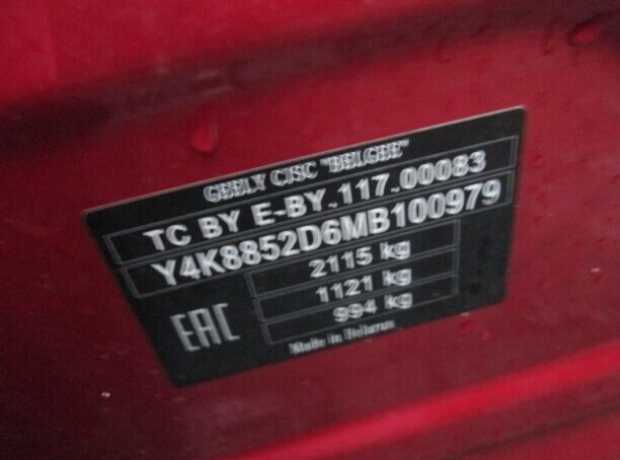 GEELY CJSC "BELGEE"
TC BY E-BY.117.00083
Y4K8852D6MB100979
2115 kg
1121 kg
994 kg
EAC
Made in Belarus